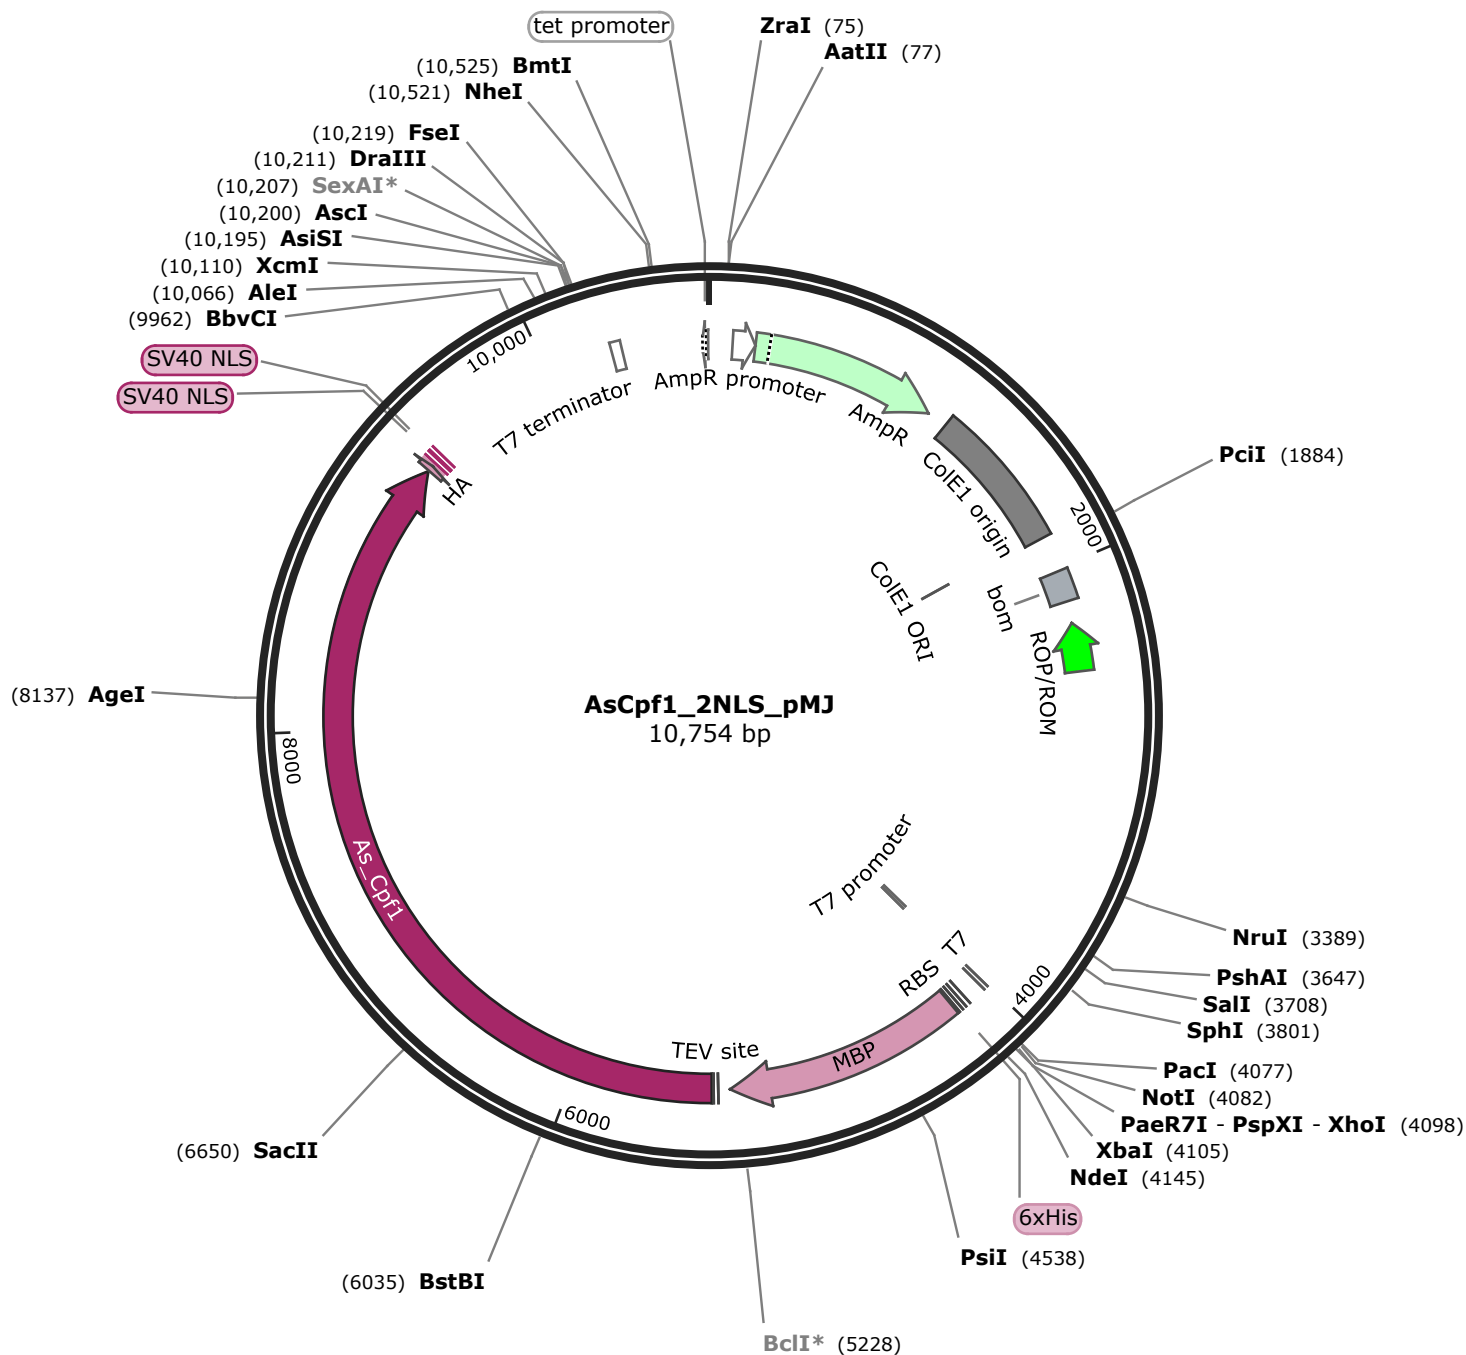 tet promoter
ZraI (75)
AatII (77)
(10,525) BmtI
(10,521) NheI
(10,219) FseI
(10,211) DraIII
(10,207) SexAI*
(10,200) AscI
(10,195) AsiSI
(10,110) XcmI
(10,066) AleI
(9962) BbvCI
SV40 NLS
SV40 NLS
10,000
T7 terminator
AmpR promoter
AmpR
HA
ColE1 origin
PciI (1884)
2000
ColE1 ORI
bom
ROP/ROM
(8137) AgeI
AsCpf1_2NLS_pMJ
10,754 bp
8000
As_Cpf1
T7 promoter
NruI (3389)
T7
RBS
4000
PshAI (3647)
SalI (3708)
SphI (3801)
TEV site
MBP
PacI (4077)
NotI (4082)
PaeR7I - PspXI - XhoI (4098)
XbaI (4105)
NdeI (4145)
6000
(6650) SacII
6xHis
PsiI (4538)
(6035) BstBI
BclI* (5228)